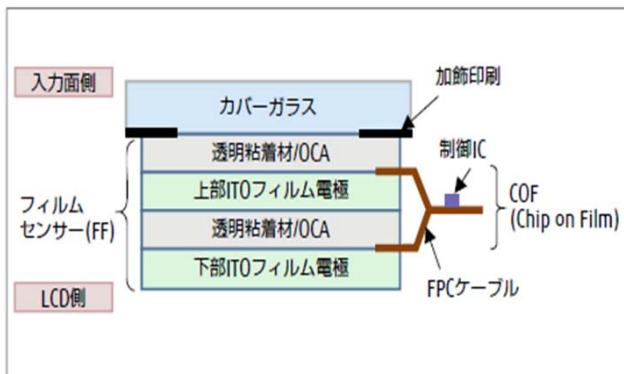 入力面側
加飾印刷
カバーガラス
透明粘着材/OCA
制御IC
上部ITOフィルム電極
フィルム
センサー(FF)
COF
(Chip on Film)
透明粘着材/OCA
下部ITOフィルム電極
FPCケーブル
LCD側